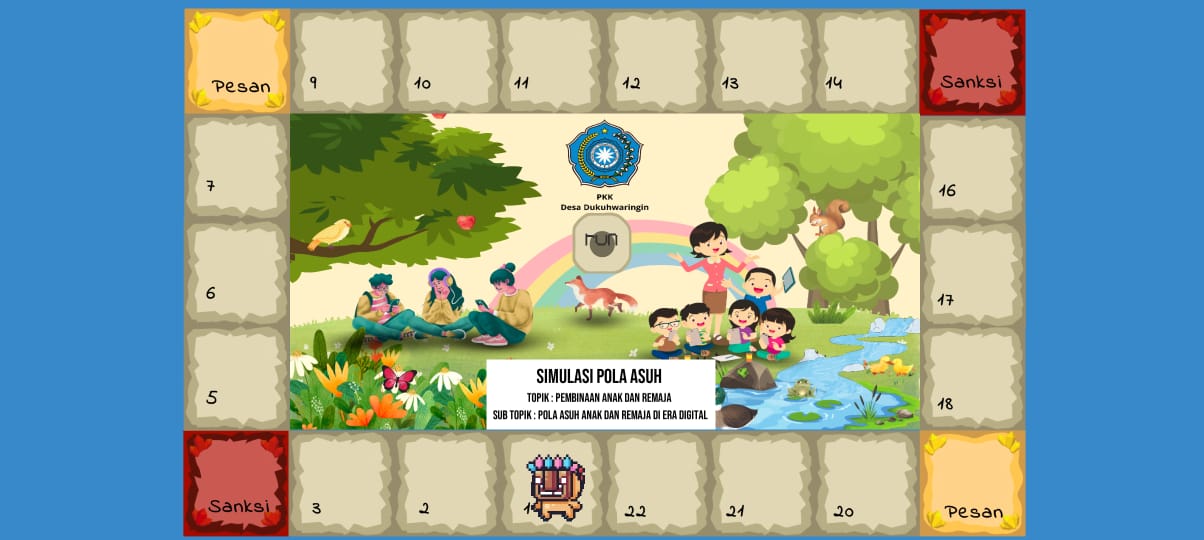 Pesan
9
10
11
12
13
14
Sanksi
7
16
PKK
Desa Dukuhwaringin
run
6
17
5
18
SIMULASI POLA ASUH
TOPIK : PEMBINAAN ANAK DAN REMAJA
SUB TOPIK : POLA ASUH ANAK DAN REMAJA DI ERA DIGITAL
Sanksi
3
2
1
22
21
20
Pesan